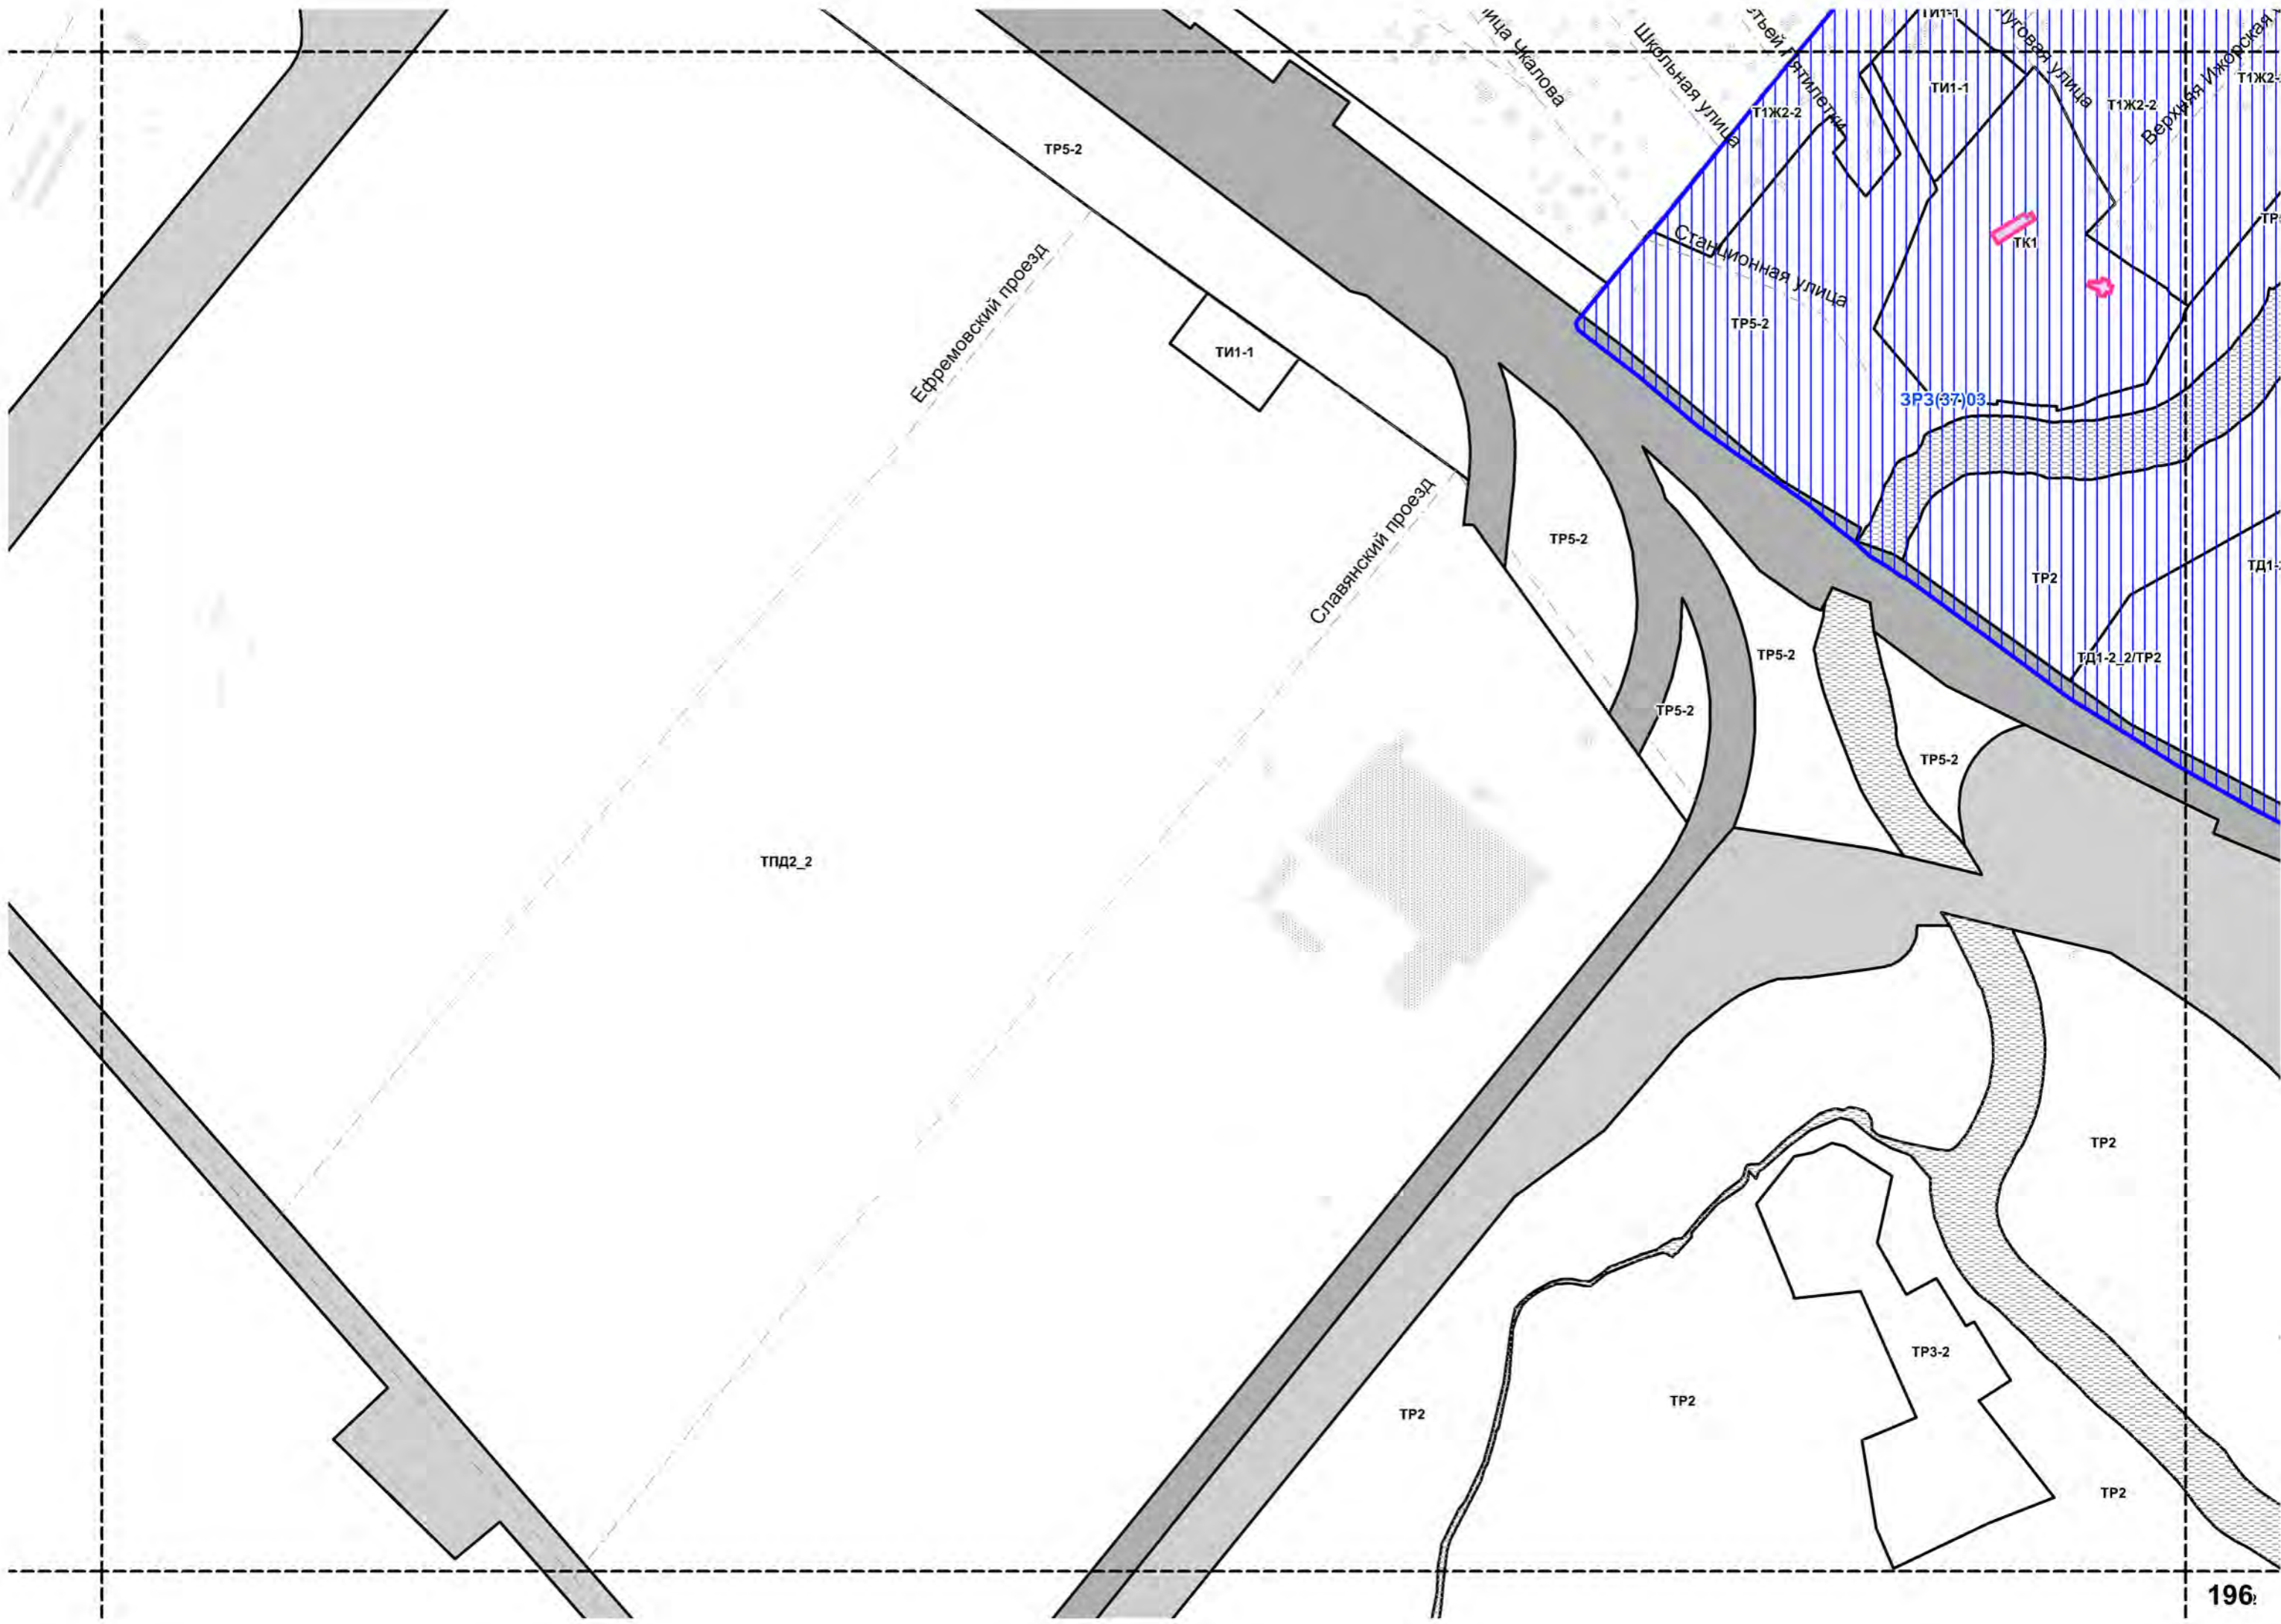 ТИ1-1
Верхняя Ижорская
Т1Ж2-
ТИ1-1
Т1Ж2-2
Т1Ж2-2
Школьная улица
Чкалова
Пятилетки
улица
ТР5-2
ТК1
Станционная улица
ТР5-2
Ефремовский проезд
ТИ1-1
ЗРЗ(37)03
Славянский проезд
ТР5-2
ТР2
ТД1-
ТР5-2
ТД1-2_2/ТР2
ТР5-2
ТР5-2
ТПД2_2
ТР2
ТР3-2
ТР2
ТР2
ТР2
196